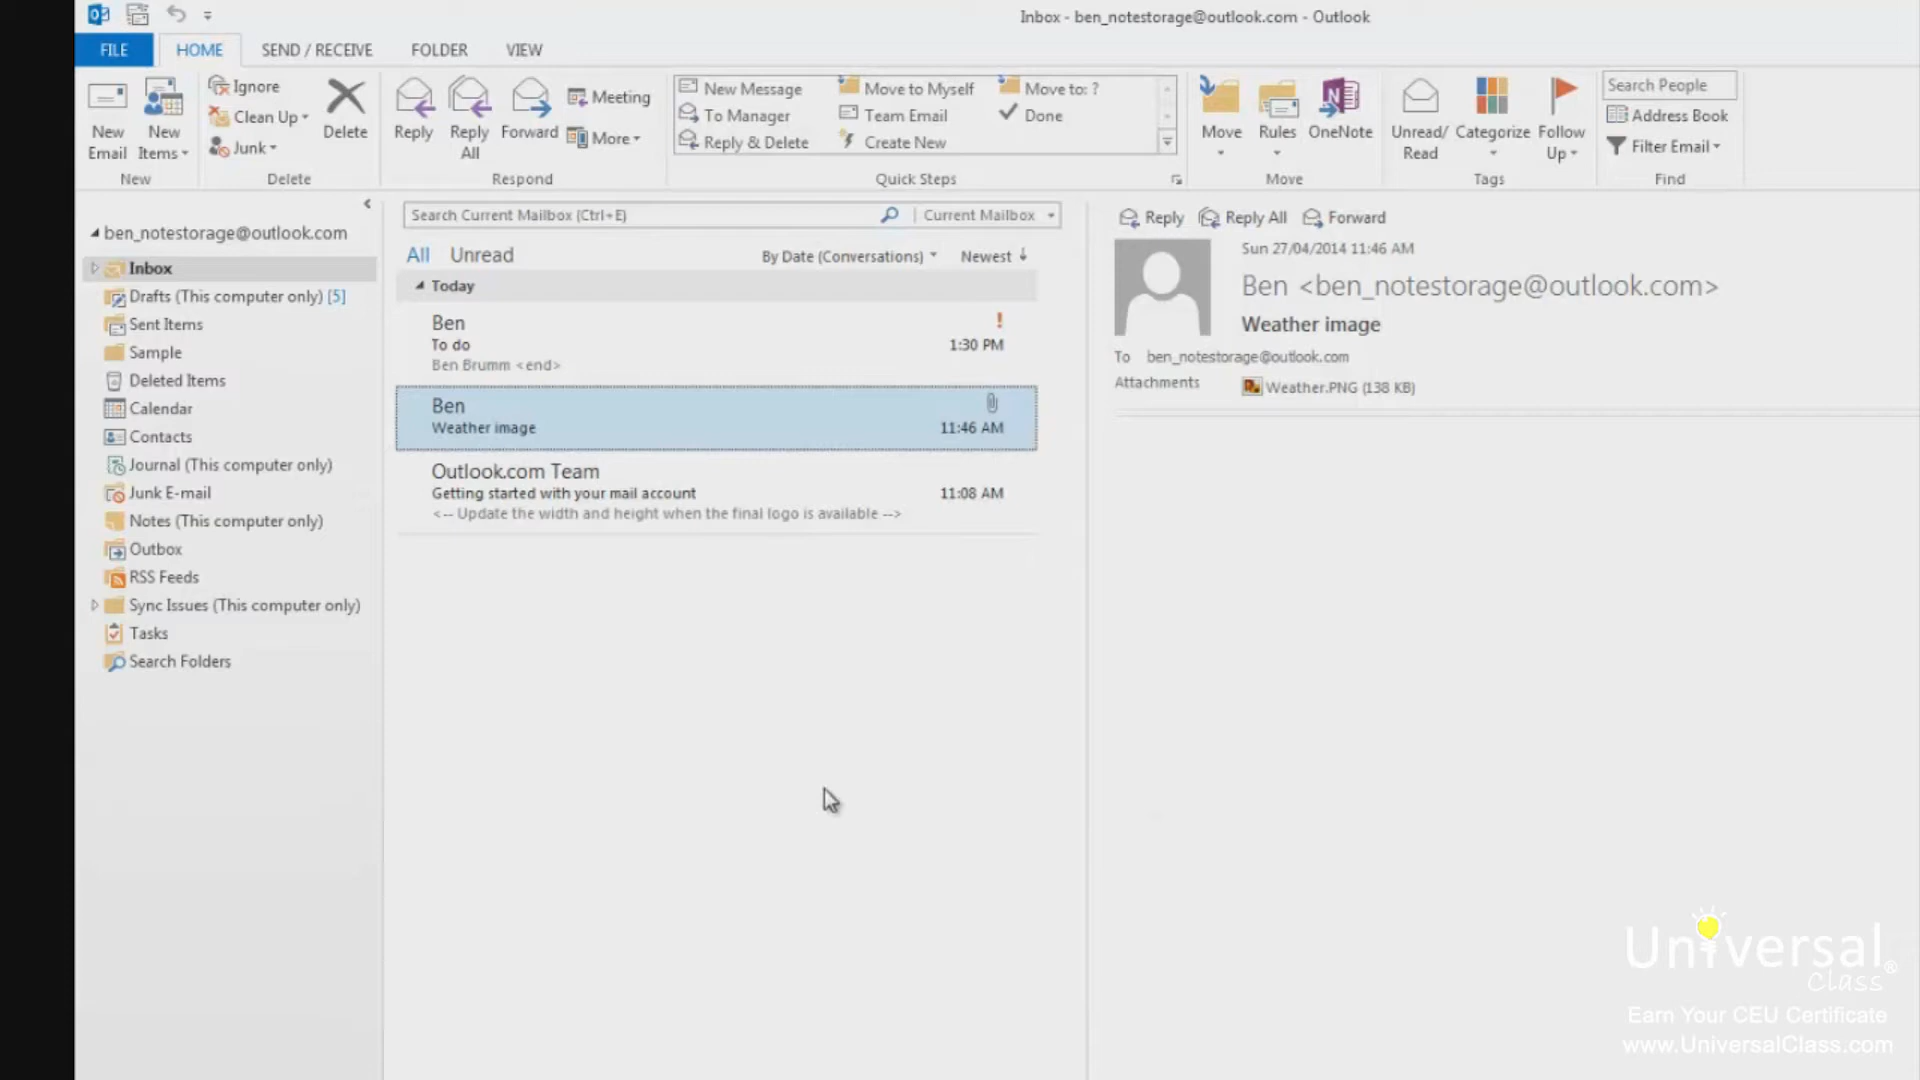 Inbox - ben_notestorage@outlook.com - Outlook
FILE HOME SEND / RECEIVE FOLDER VIEW
New Email
New Items
Ignore
Clean Up
Junk
Delete
Reply
Reply All
Forward
Meeting
More
New Message
To Manager
Reply & Delete
Move to Myself
Team Email
Create New
Move to: ?
Done
Move
Rules
OneNote
Unread/ Read
Categorize
Follow Up
Search People
Address Book
Filter Email
New
Delete
Respond
Quick Steps
Move
Tags
Find
ben_notestorage@outlook.com
Inbox
Drafts (This computer only) [5]
Sent Items
Sample
Deleted Items
Calendar
Contacts
Journal (This computer only)
Junk E-mail
Notes (This computer only)
Outbox
RSS Feeds
Sync Issues (This computer only)
Tasks
Search Folders
Search Current Mailbox (Ctrl+E)
Current Mailbox
All Unread
By Date (Conversations) Newest
Today
Ben
!
To do 1:30 PM
Ben Brumm <end>
Ben
Weather image 11:46 AM
Outlook.com Team
Getting started with your mail account 11:08 AM
<-- Update the width and height when the final logo is available -->
Reply Reply All Forward
Sun 27/04/2014 11:46 AM
Ben <ben_notestorage@outlook.com>
Weather image
To ben_notestorage@outlook.com
Attachments Weather.PNG (138 KB)
Universal
Class®
Earn Your CEU Certificate
www.UniversalClass.com